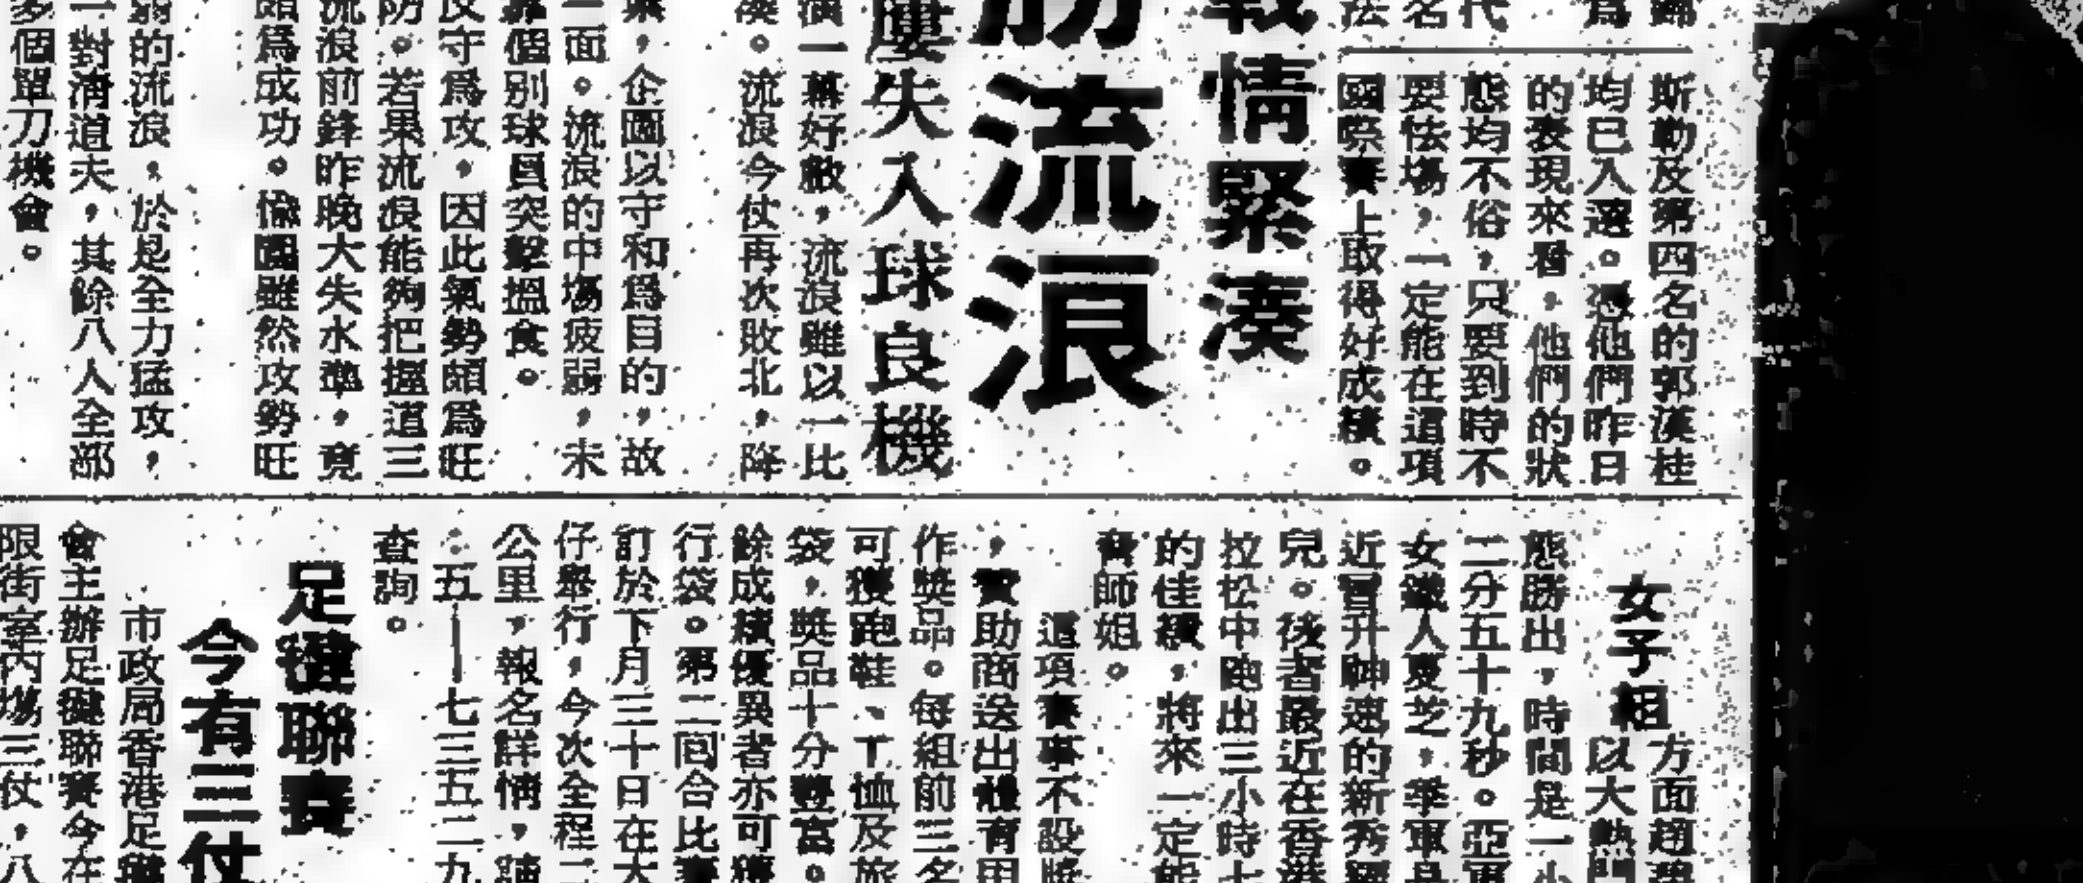 斯勒及第四名的郭漢桂
均已入選。憑他們昨日
的表現來看，他們的狀
態均不俗，只要到時不
要怯場，一定能在這項
國際賽上取得好成績。
戰情緊湊
勝流浪
屢失入球良機
演一幕好戲，流浪雖以一比
湊。流浪今仗再次敗北，降
策，企圖以守和為目的，故
一面。流浪的中場疲弱，未
靠個別球員突擊搵食。
反守為攻，因此氣勢頗為旺
防。若果流浪能夠把握這三
流浪前鋒昨晚大失水準，竟
頗為成功。愉園雖然攻勢旺
弱的流浪，於是全力猛攻，
一對清道夫，其餘八人全部
多個單刀機會。
女子組
方面趙
以大熱門
態勝出，時間是一小
二分五十九秒。亞軍
女鐵人夏芝，季軍是
近冒升神速的新秀
兒。後者最近在香港
拉松中跑出三小時七
的佳績，將來一定能
賽師姐。
這項賽事不設獎
，贊助商送出體育用
作獎品。每組前三名
可獲跑鞋、T恤及旅
袋，獎品十分豐富。
餘成績優異者亦可獲
行袋。第二回合比賽
訂於下月三十日在大
仔舉行，今次全程二
公里，報名詳情，請
：五—七三五二九
查詢。
足毽聯賽
今有三仗
市政局香港足毽
會主辦足毽聯賽今在
限街室內場三仗，八